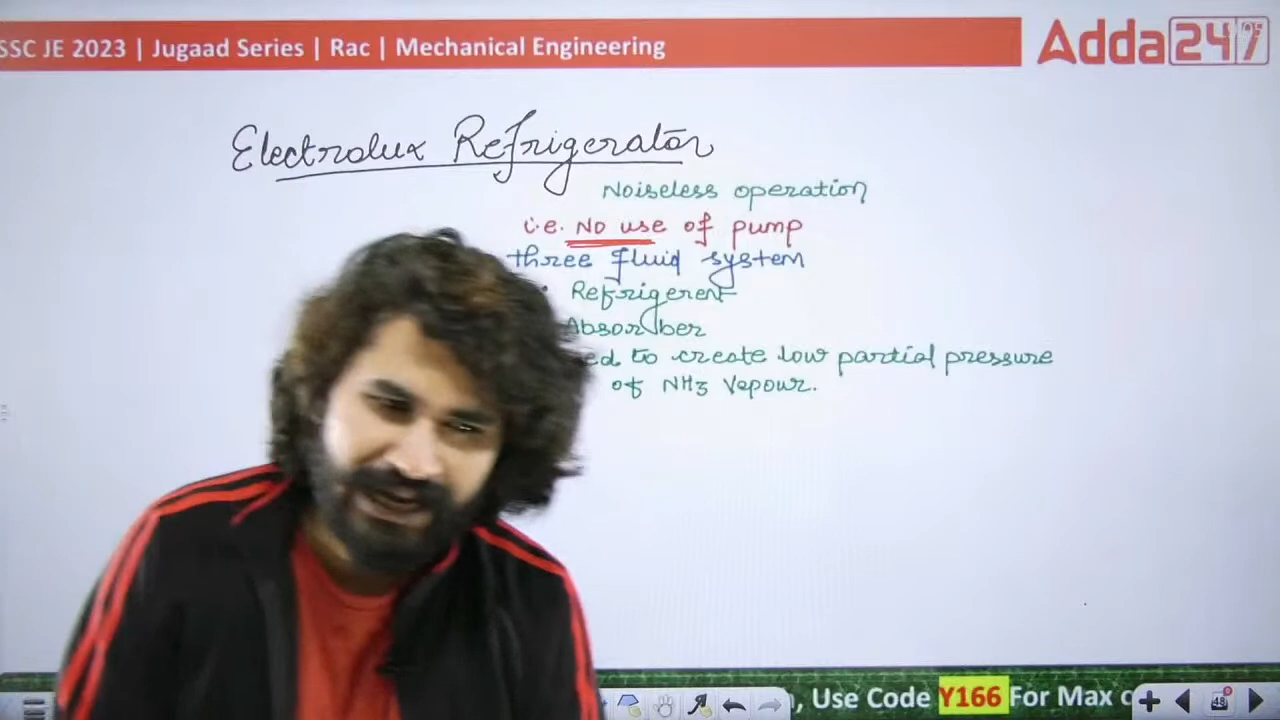 SSC JE 2023 | Jugaad Series | Rac | Mechanical Engineering
Adda247
Electrolux Refrigerator
Noiseless operation
i.e. No use of pump
three fluid system
Refrigerent
Absorber
to create low partial pressure
of NH3 Vapour.
Use Code Y166 For Max